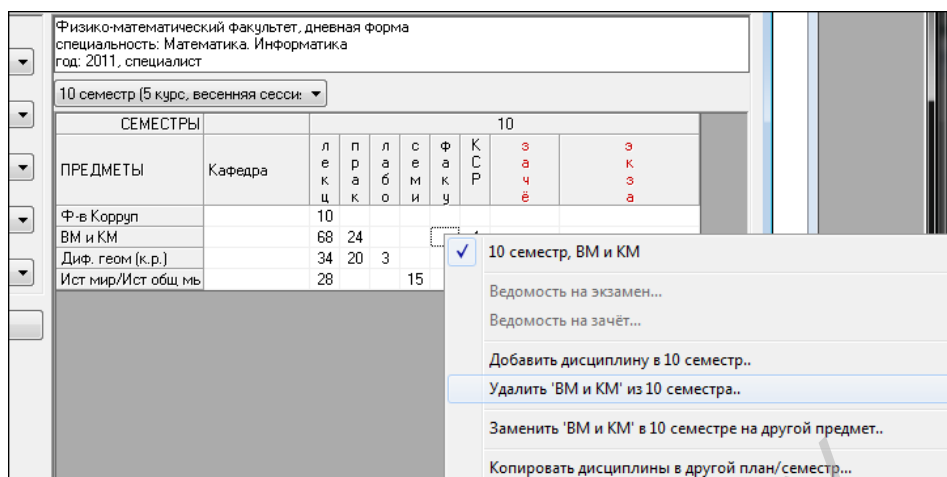 Физико-математический факультет, дневная форма
специальность: Математика. Информатика
год: 2011, специалист
10 семестр (5 курс, весенняя сесси:
СЕМЕСТРЫ 10
ПРЕДМЕТЫ Кафедра лекц прак лабо семи факу КСР зачё экза
Ф-в Коррупп 10
ВМ и КМ 68 24
Диф. геом (к.р.) 34 20 3
Ист мир/Ист общ мь 28 15
10 семестр, ВМ и КМ
Ведомость на экзамен...
Ведомость на зачёт...
Добавить дисциплину в 10 семестр..
Удалить 'ВМ и КМ' из 10 семестра..
Заменить 'ВМ и КМ' в 10 семестре на другой предмет..
Копировать дисциплины в другой план/семестр...